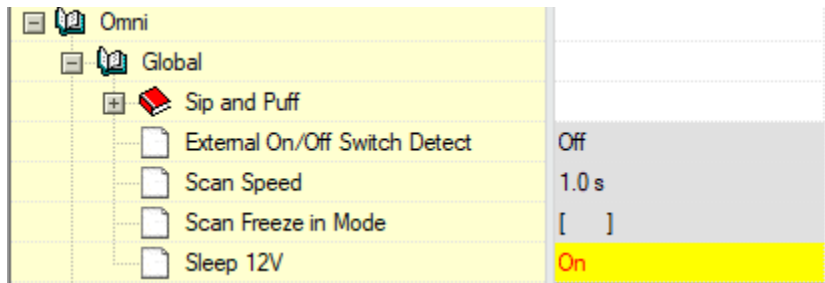 Omni
Global
Sip and Puff
External On/Off Switch Detect Off
Scan Speed 1.0 s
Scan Freeze in Mode [ ]
Sleep 12V On